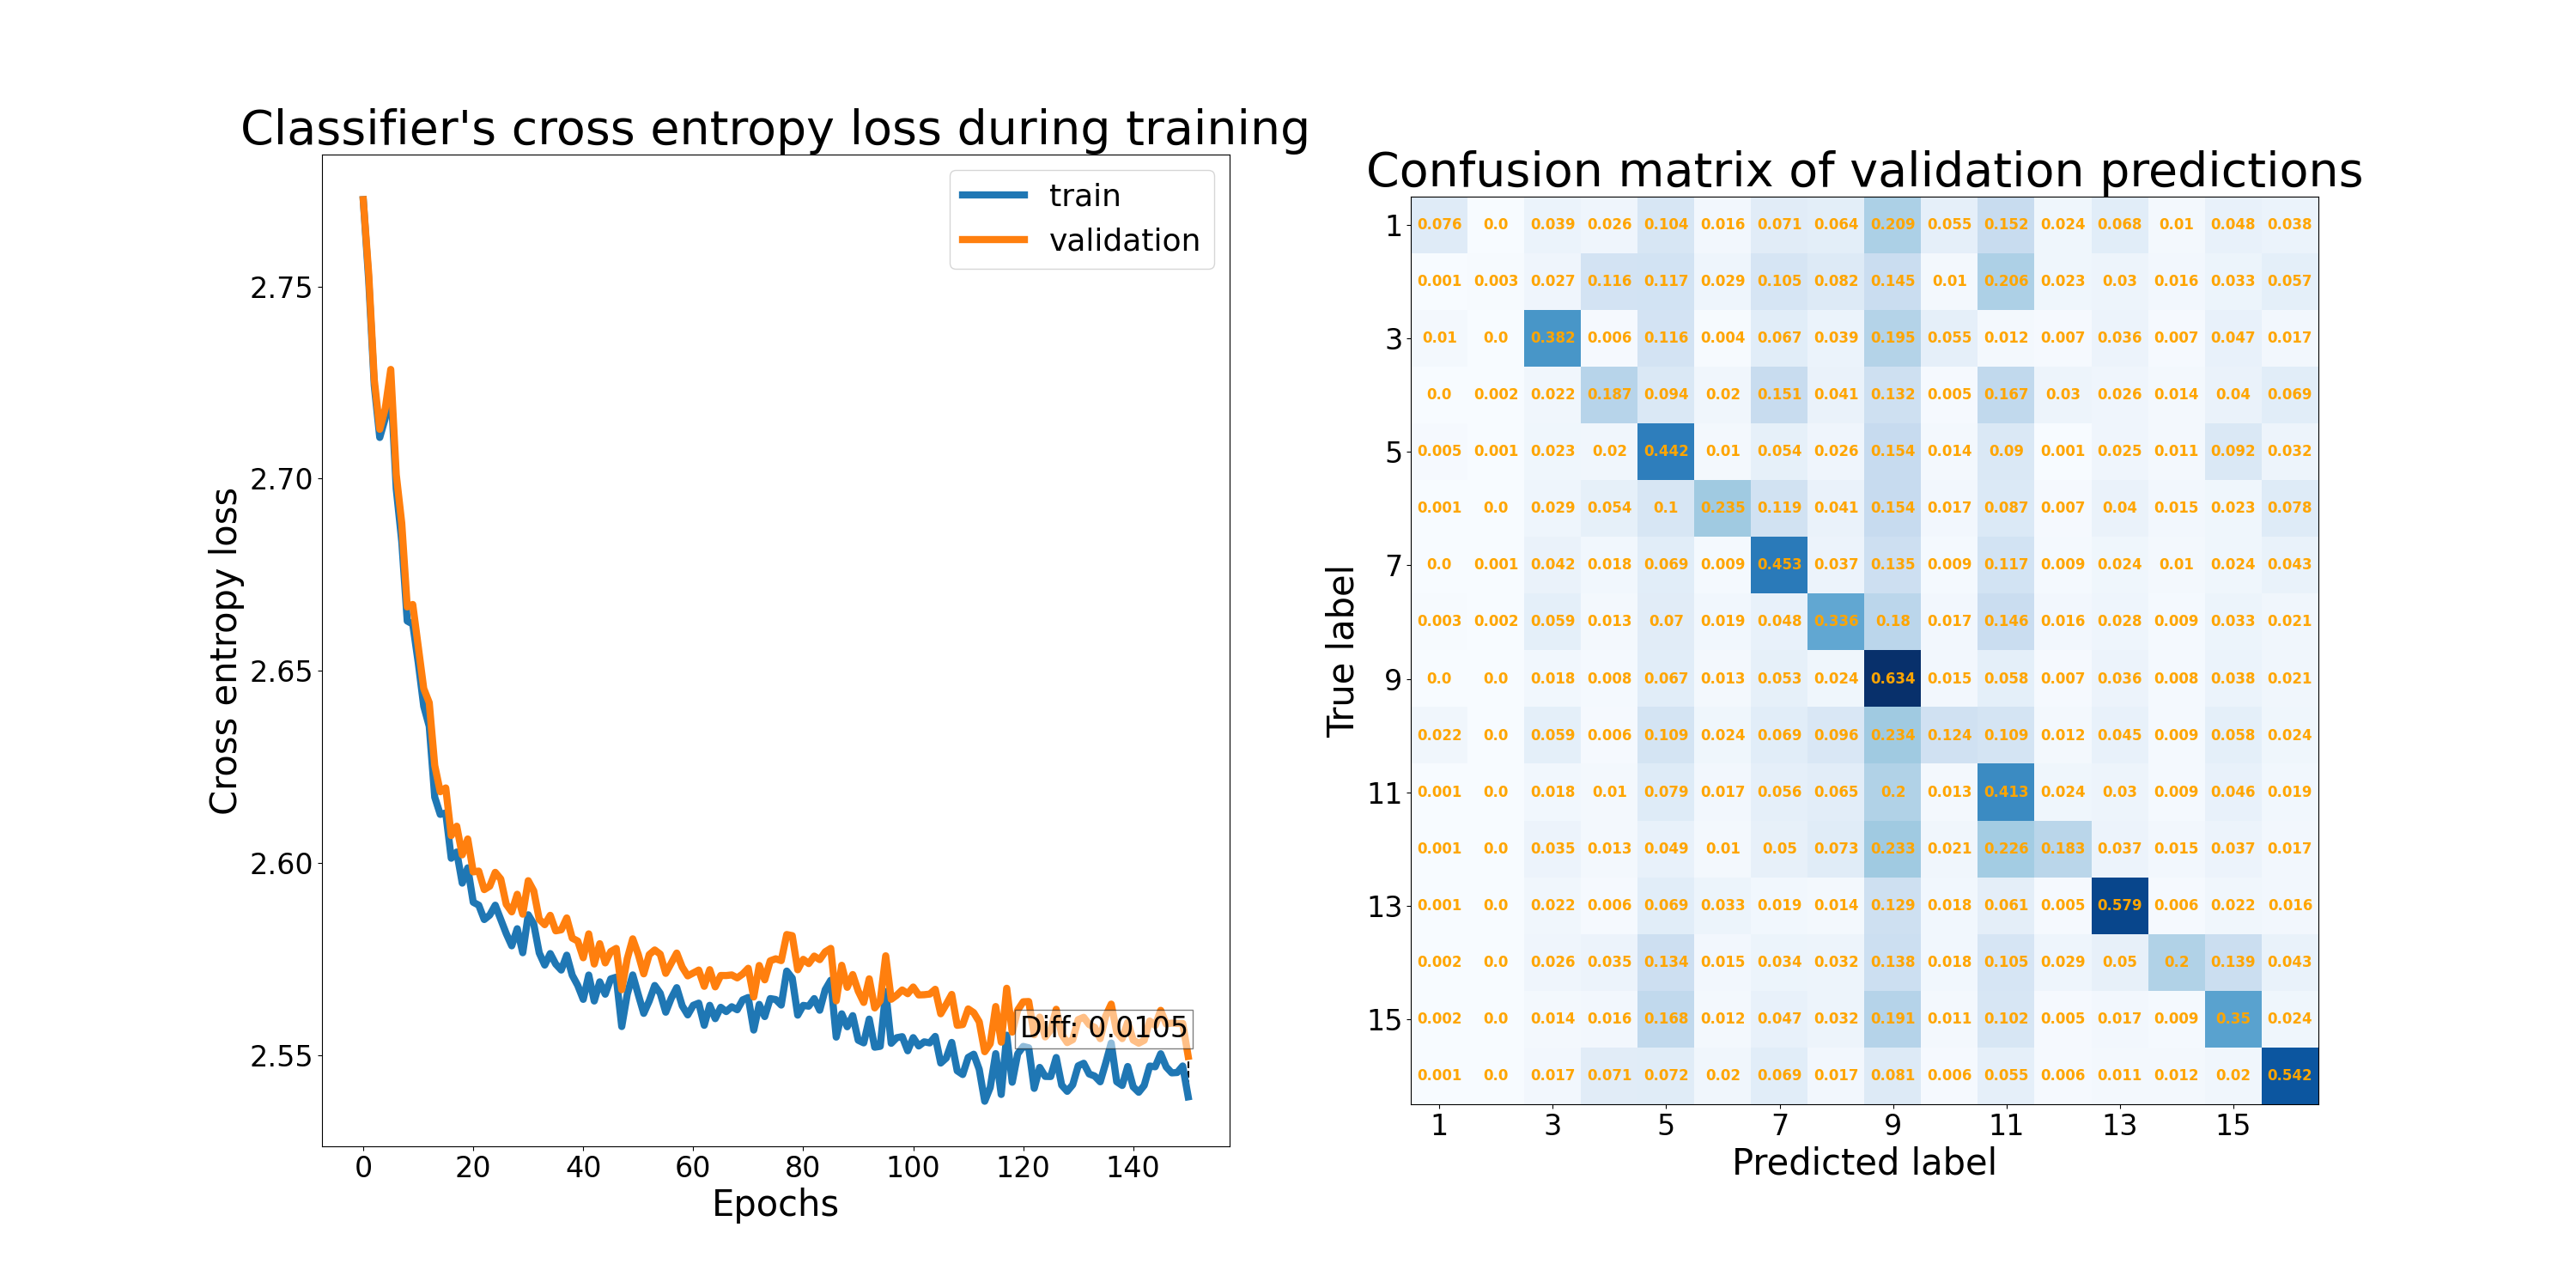 Classifier's cross entropy loss during training
train
validation
2.75
2.70
2.65
2.60
2.55
Cross entropy loss
Diff: 0.0105
0 20 40 60 80 100 120 140
Epochs
Confusion matrix of validation predictions
1 0.076 0.0 0.039 0.026 0.104 0.016 0.071 0.064 0.209 0.055 0.152 0.024 0.068 0.01 0.048 0.038
0.001 0.003 0.027 0.116 0.117 0.029 0.105 0.082 0.145 0.01 0.206 0.023 0.03 0.016 0.033 0.057
3 0.01 0.0 0.382 0.006 0.116 0.004 0.067 0.039 0.195 0.055 0.012 0.007 0.036 0.007 0.047 0.017
0.0 0.002 0.022 0.187 0.094 0.02 0.151 0.041 0.132 0.005 0.167 0.03 0.026 0.014 0.04 0.069
5 0.005 0.001 0.023 0.02 0.442 0.01 0.054 0.026 0.154 0.014 0.09 0.001 0.025 0.011 0.092 0.032
0.001 0.0 0.029 0.054 0.1 0.235 0.119 0.041 0.154 0.017 0.087 0.007 0.04 0.015 0.023 0.078
7 0.0 0.001 0.042 0.018 0.069 0.009 0.453 0.037 0.135 0.009 0.117 0.009 0.024 0.01 0.024 0.043
0.003 0.002 0.059 0.013 0.07 0.019 0.048 0.336 0.18 0.017 0.146 0.016 0.028 0.009 0.033 0.021
9 0.0 0.0 0.018 0.008 0.067 0.013 0.053 0.024 0.634 0.015 0.058 0.007 0.036 0.008 0.038 0.021
0.022 0.0 0.059 0.006 0.109 0.024 0.069 0.096 0.234 0.124 0.109 0.012 0.045 0.009 0.058 0.024
11 0.001 0.0 0.018 0.01 0.079 0.017 0.056 0.065 0.2 0.013 0.413 0.024 0.03 0.009 0.046 0.019
0.001 0.0 0.035 0.013 0.049 0.01 0.05 0.073 0.233 0.021 0.226 0.183 0.037 0.015 0.037 0.017
13 0.001 0.0 0.022 0.006 0.069 0.033 0.019 0.014 0.129 0.018 0.061 0.005 0.579 0.006 0.022 0.016
0.002 0.0 0.026 0.035 0.134 0.015 0.034 0.032 0.138 0.018 0.105 0.029 0.05 0.2 0.139 0.043
15 0.002 0.0 0.014 0.016 0.168 0.012 0.047 0.032 0.191 0.011 0.102 0.005 0.017 0.009 0.35 0.024
0.001 0.0 0.017 0.071 0.072 0.02 0.069 0.017 0.081 0.006 0.055 0.006 0.011 0.012 0.02 0.542
True label
1 3 5 7 9 11 13 15
Predicted label